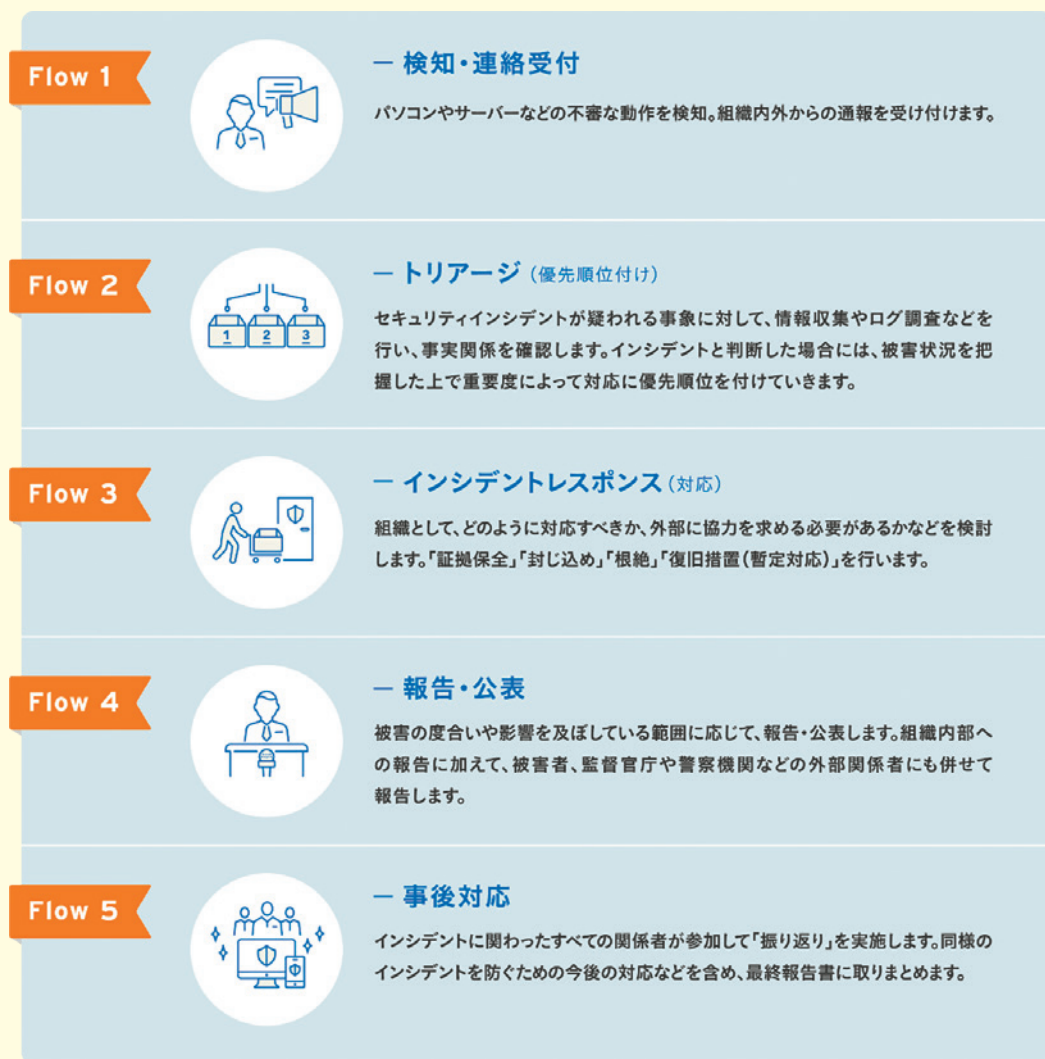 Flow 1
― 検知・連絡受付
パソコンやサーバーなどの不審な動作を検知。組織内外からの通報を受け付けます。
Flow 2
1 2 3
― トリアージ(優先順位付け)
セキュリティインシデントが疑われる事象に対して、情報収集やログ調査などを
行い、事実関係を確認します。インシデントと判断した場合には、被害状況を把
握した上で重要度によって対応に優先順位を付けていきます。
Flow 3
― インシデントレスポンス(対応)
組織として、どのように対応すべきか、外部に協力を求める必要があるかなどを検討
します。「証拠保全」「封じ込め」「根絶」「復旧措置(暫定対応)」を行います。
Flow 4
― 報告・公表
被害の度合いや影響を及ぼしている範囲に応じて、報告・公表します。組織内部へ
の報告に加えて、被害者、監督官庁や警察機関などの外部関係者にも併せて
報告します。
Flow 5
― 事後対応
インシデントに関わったすべての関係者が参加して「振り返り」を実施します。同様の
インシデントを防ぐための今後の対応などを含め、最終報告書に取りまとめます。